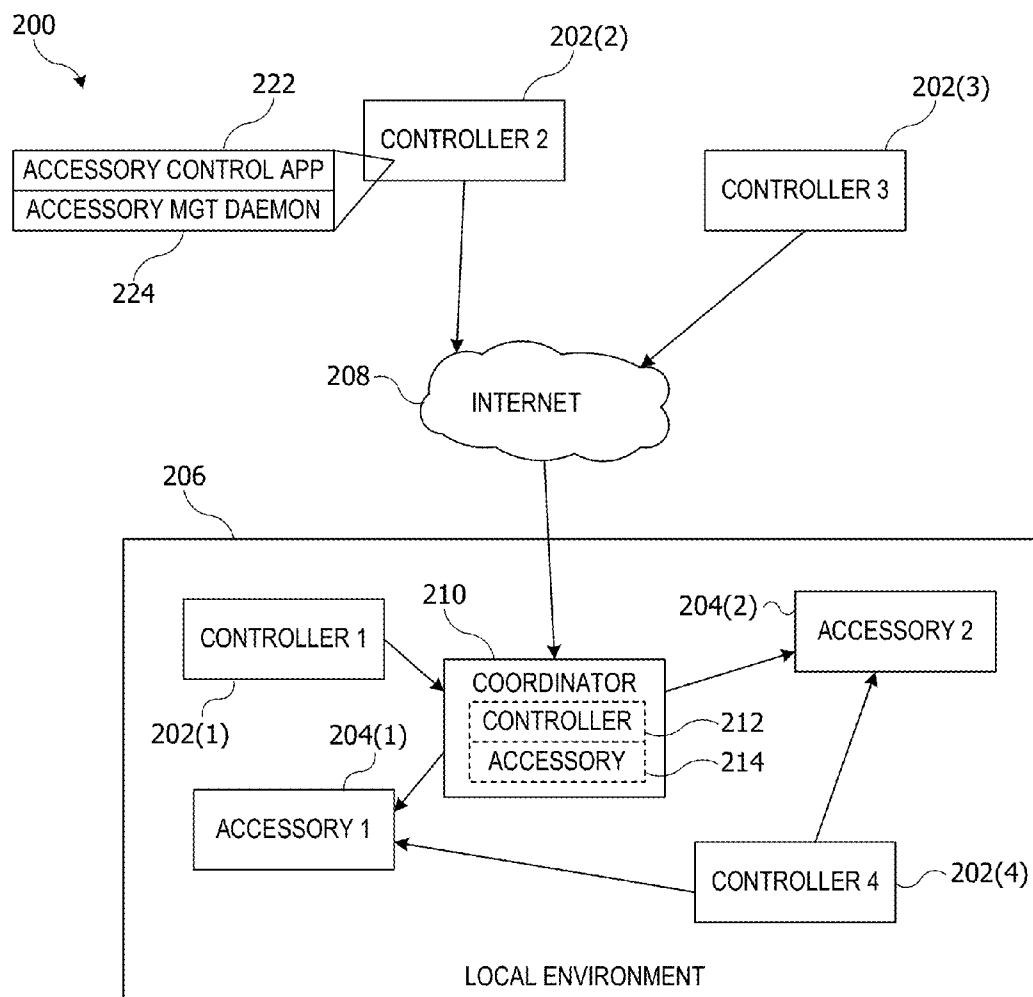 200
202(2)
202(3)
222
CONTROLLER 2
ACCESSORY CONTROL APP
ACCESSORY MGT DAEMON
CONTROLLER 3
224
208
INTERNET
206
210
204(2)
CONTROLLER 1
ACCESSORY 2
COORDINATOR
CONTROLLER
212
202(1)
204(1)
ACCESSORY
214
ACCESSORY 1
CONTROLLER 4
202(4)
LOCAL ENVIRONMENT